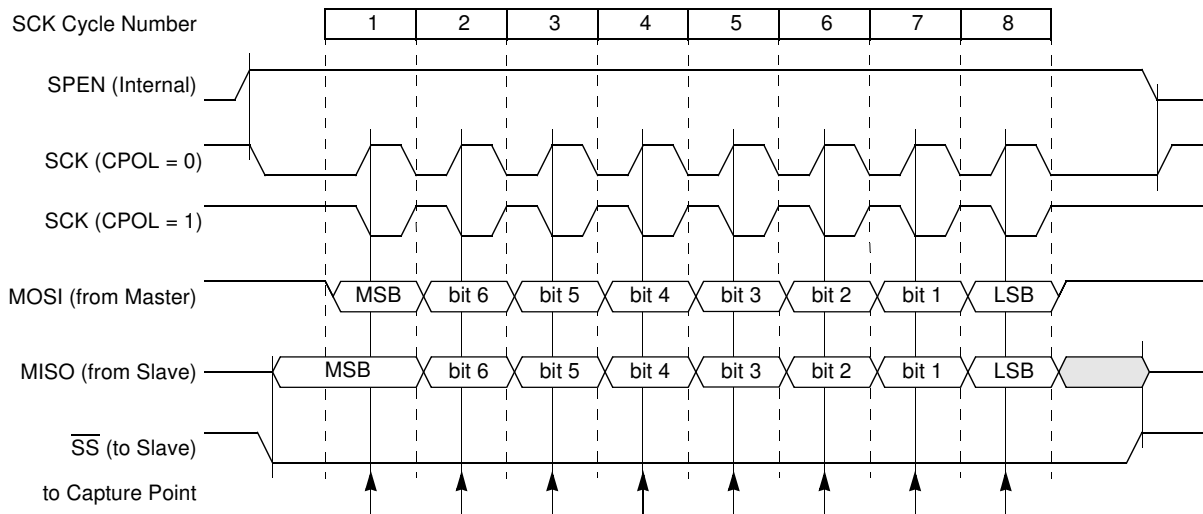 SCK Cycle Number 1 2 3 4 5 6 7 8
SPEN (Internal)
SCK (CPOL = 0)
SCK (CPOL = 1)
MOSI (from Master) MSB bit 6 bit 5 bit 4 bit 3 bit 2 bit 1 LSB
MISO (from Slave) MSB bit 6 bit 5 bit 4 bit 3 bit 2 bit 1 LSB
SS (to Slave)
to Capture Point